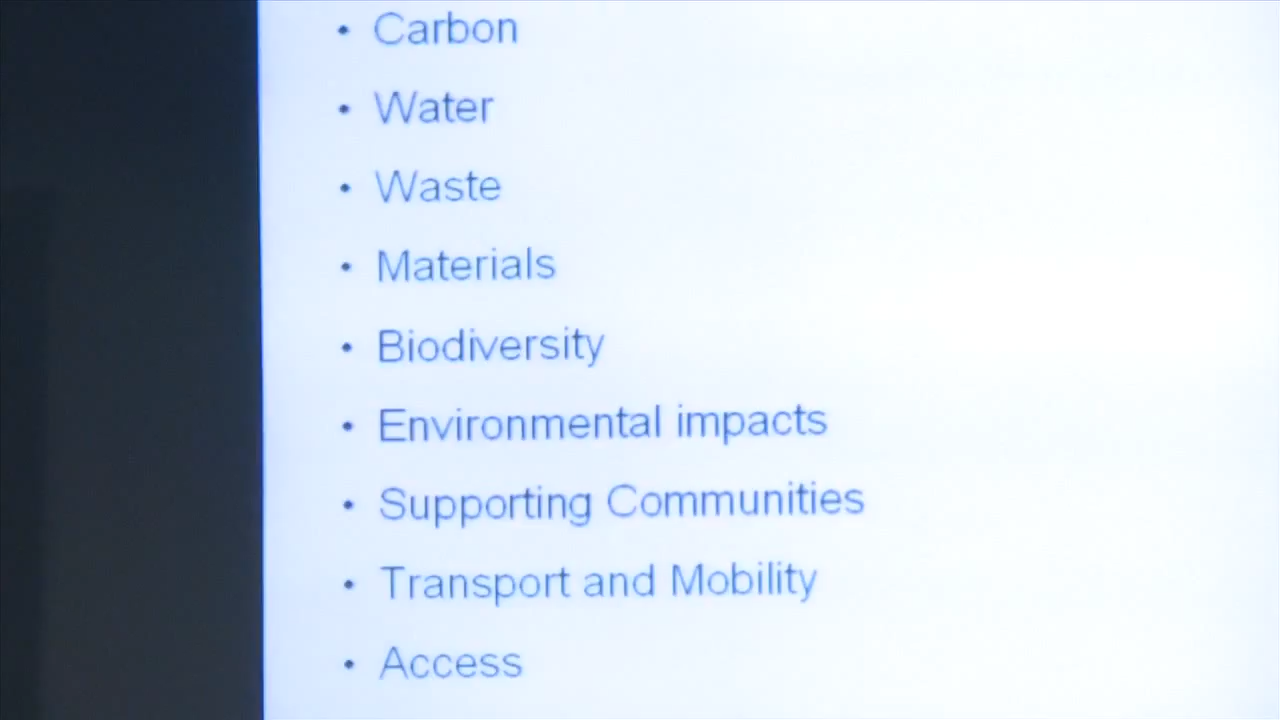 • Carbon
• Water
• Waste
• Materials
• Biodiversity
• Environmental impacts
• Supporting Communities
• Transport and Mobility
• Access